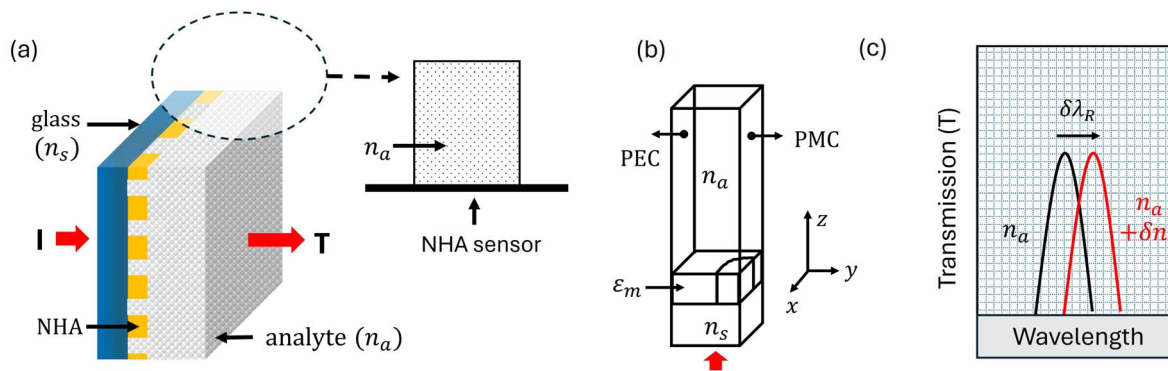 (a)
glass
(n_s)
I
T
NHA
analyte (n_a)
n_a
NHA sensor
(b)
PEC
PMC
n_a
ε_m
n_s
z
y
x
(c)
Transmission (T)
δλ_R
n_a
n_a
+δn
Wavelength